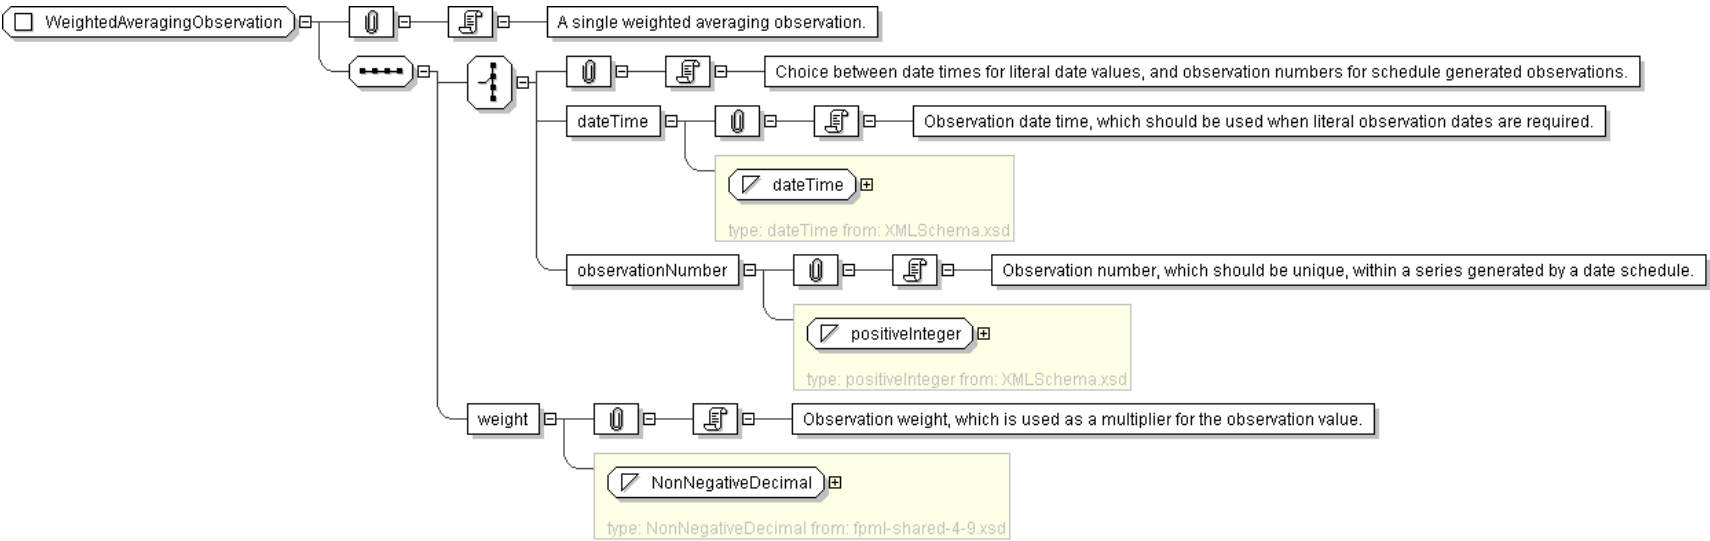 WeightedAveragingObservation
A single weighted averaging observation.
Choice between date times for literal date values, and observation numbers for schedule generated observations.
dateTime
Observation date time, which should be used when literal observation dates are required.
dateTime
type: dateTime from: XMLSchema.xsd
observationNumber
Observation number, which should be unique, within a series generated by a date schedule.
positiveInteger
type: positiveInteger from: XMLSchema.xsd
weight
Observation weight, which is used as a multiplier for the observation value.
NonNegativeDecimal
type: NonNegativeDecimal from: fpml-shared-4-9.xsd